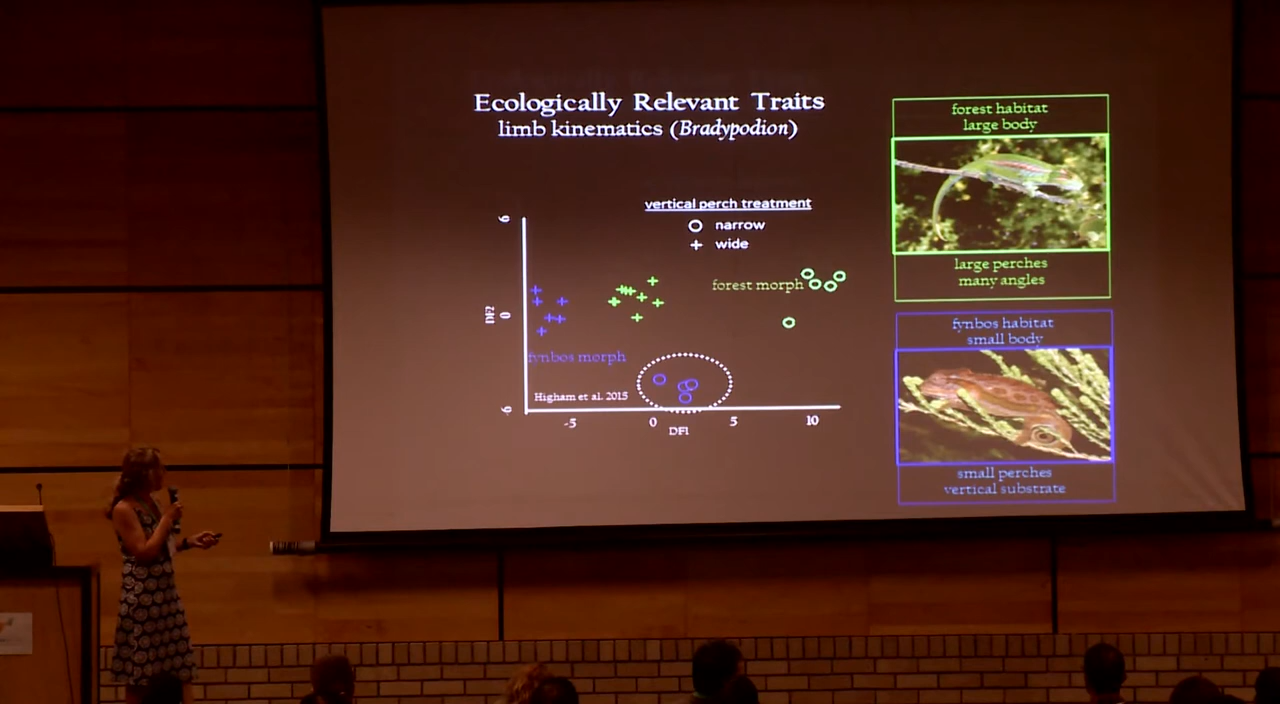 Ecologically Relevant Traits
limb kinematics (Bradypodion)
vertical perch treatment
narrow
wide
6
forest morph
DF2
0
fynbos morph
Higham et al. 2015
-6
-5
0
5
10
DF1
forest habitat
large body
large perches
many angles
fynbos habitat
small body
small perches
vertical substrate